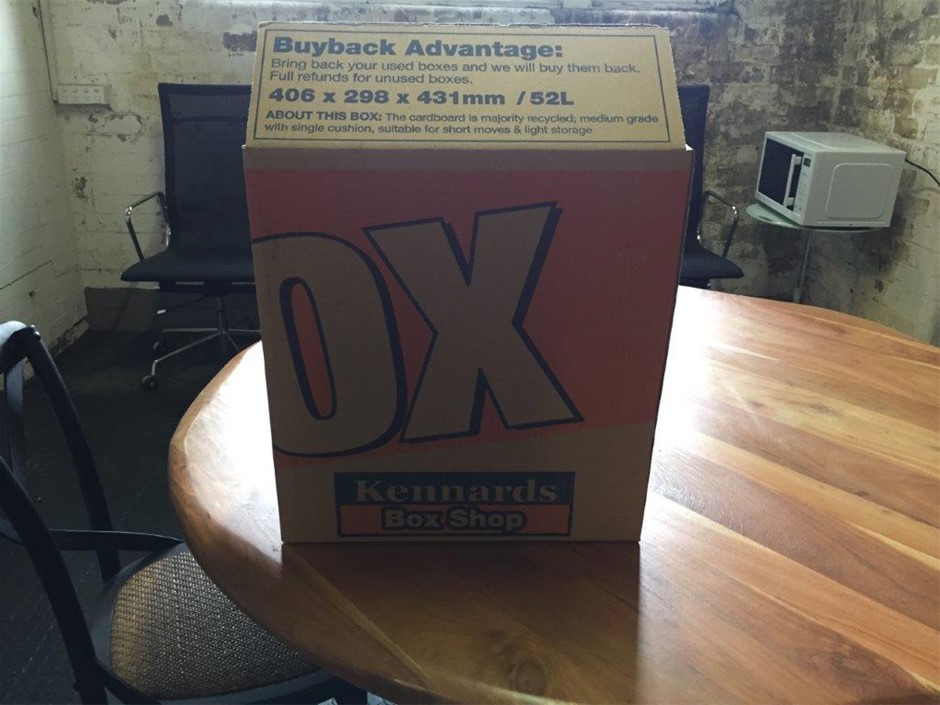 Buyback Advantage:
Bring back your used boxes and we will buy them back.
Full refunds for unused boxes.
406 x 298 x 431mm / 52L
ABOUT THIS BOX: The cardboard is majority recycled; medium grade
with single cushion, suitable for short moves & light storage
OX
Kennards
Box Shop